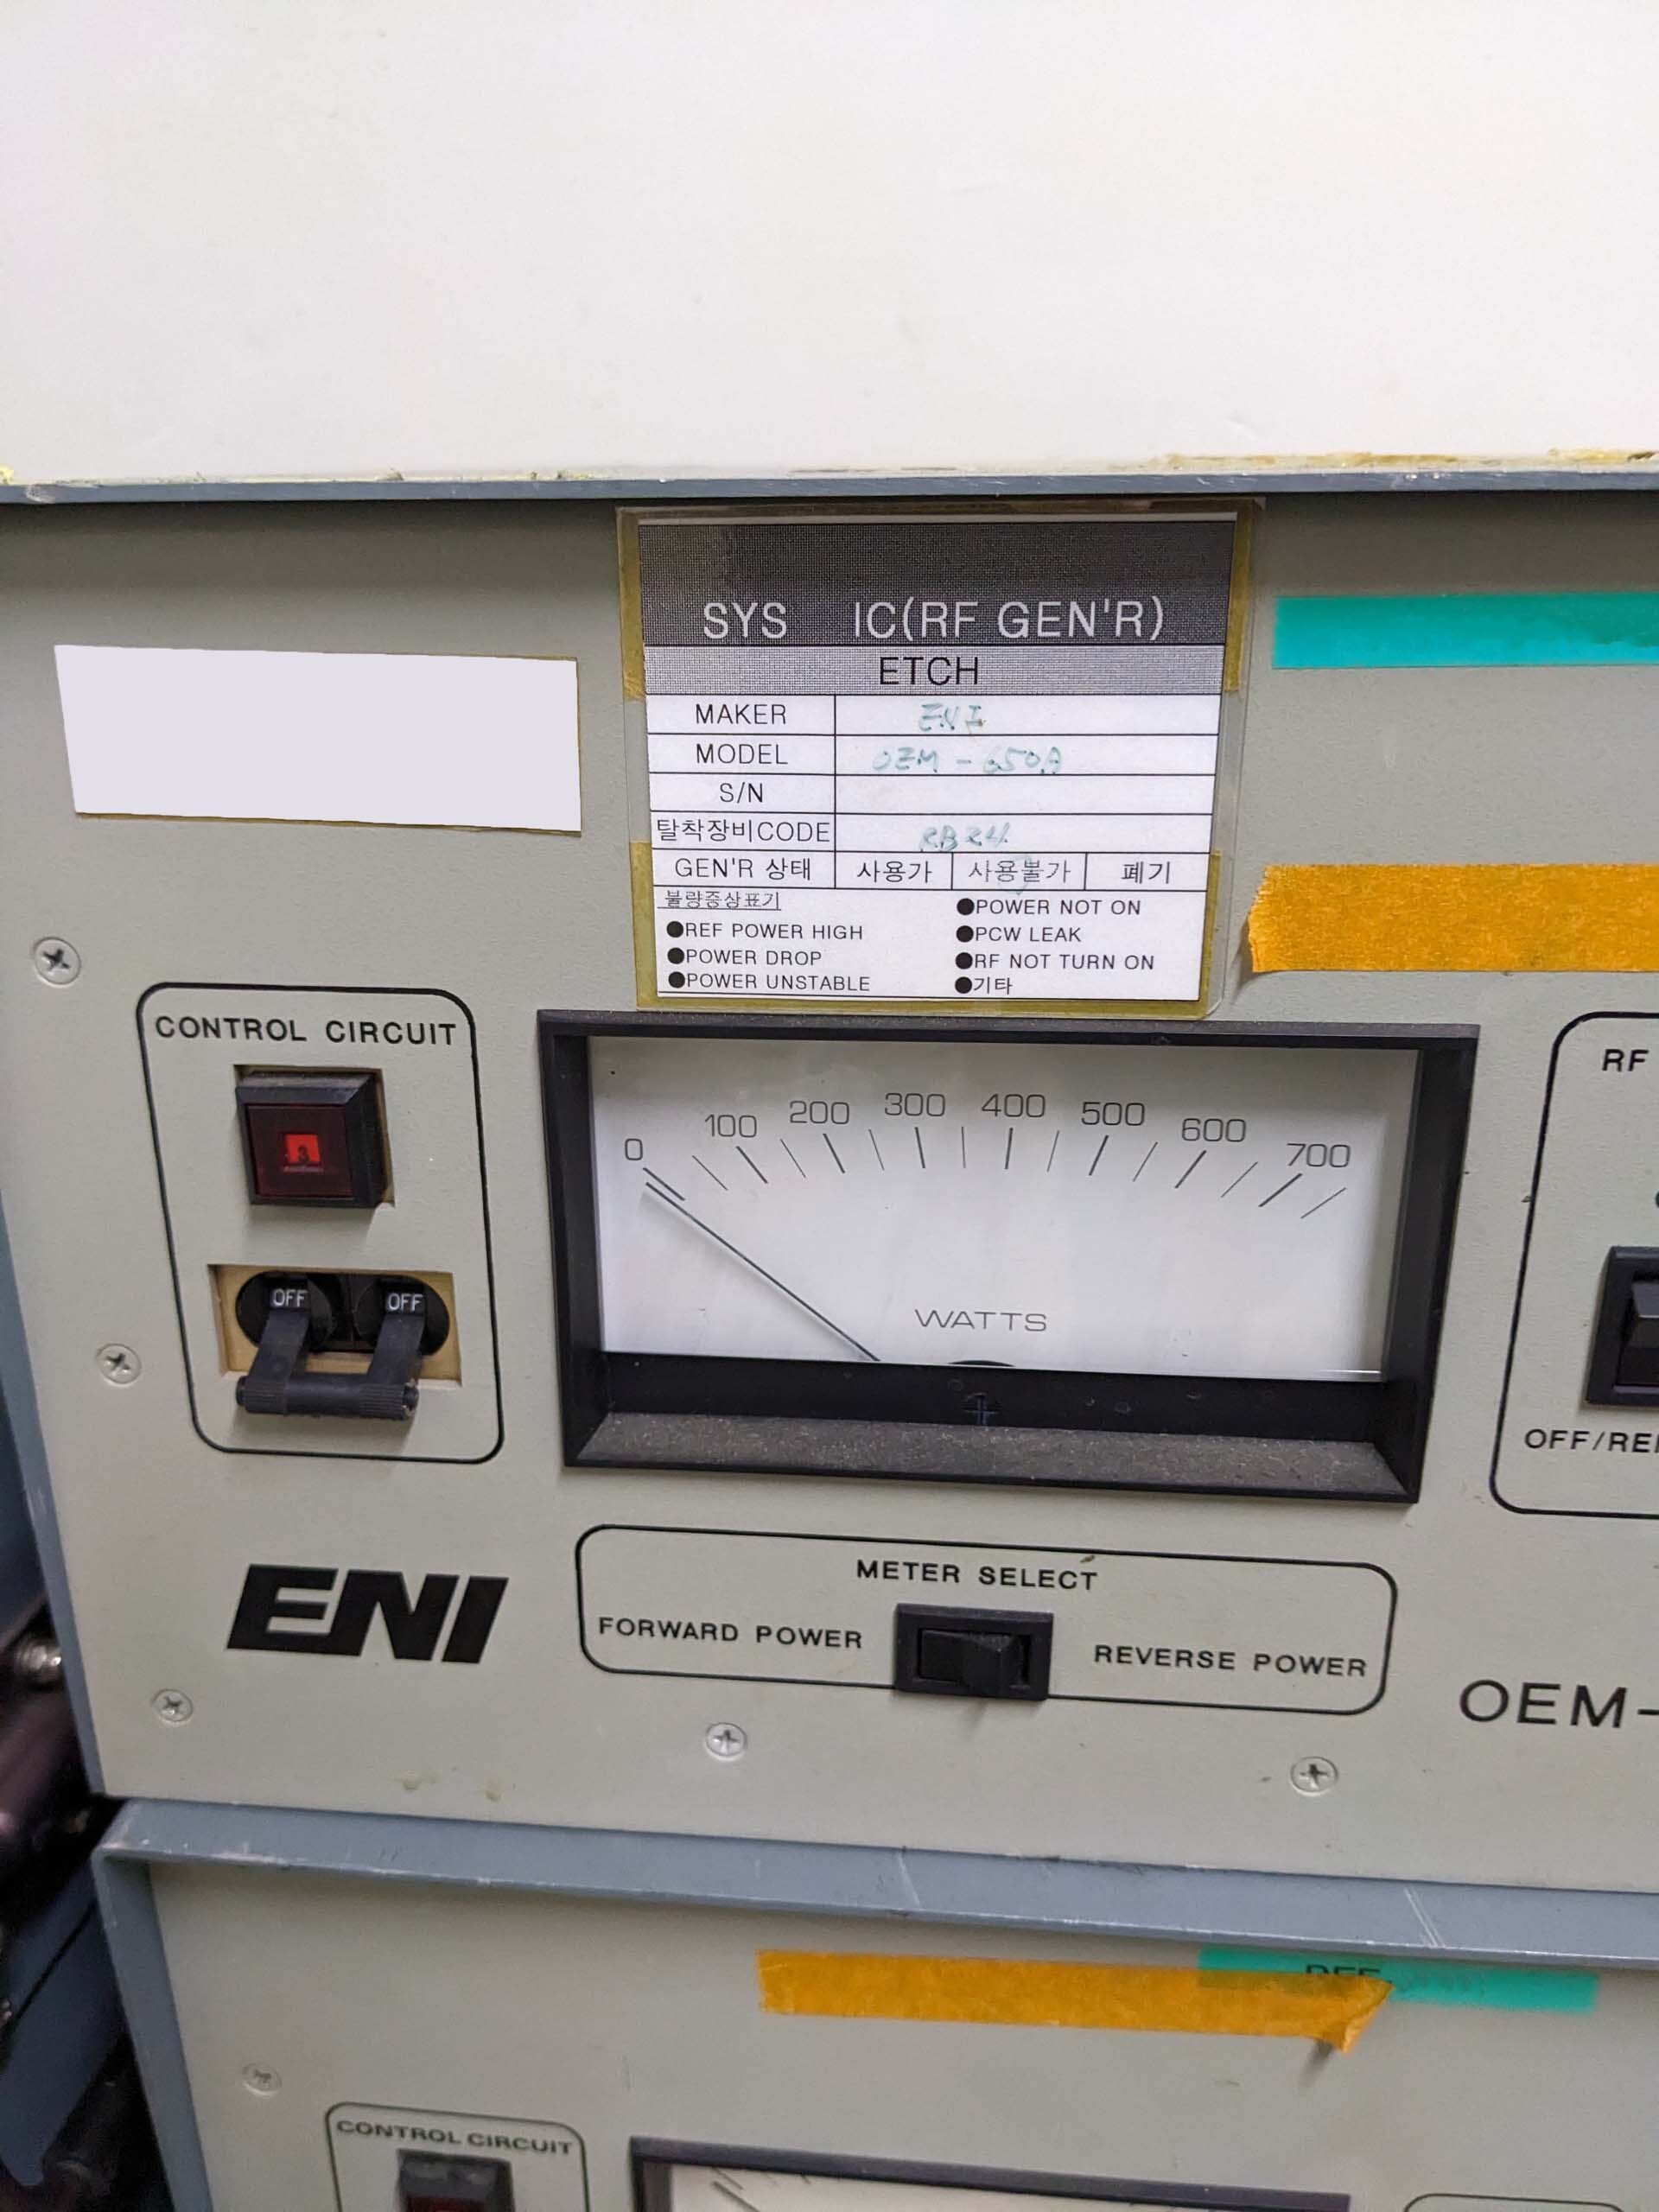 SYS IC(RF GEN'R)
ETCH
MAKER ENI
MODEL OEM-650A
S/N
탈착장비CODE RB24
GEN'R 상태 사용가 사용불가 폐기
불량증상표기
●REF POWER HIGH
●POWER DROP
●POWER UNSTABLE
●POWER NOT ON
●PCW LEAK
●RF NOT TURN ON
●기타
CONTROL CIRCUIT
OFF OFF
0 100 200 300 400 500 600 700
WATTS
RF
OFF/RE
ENI
METER SELECT
FORWARD POWER
REVERSE POWER
OEM-
CONTROL CIRCUIT